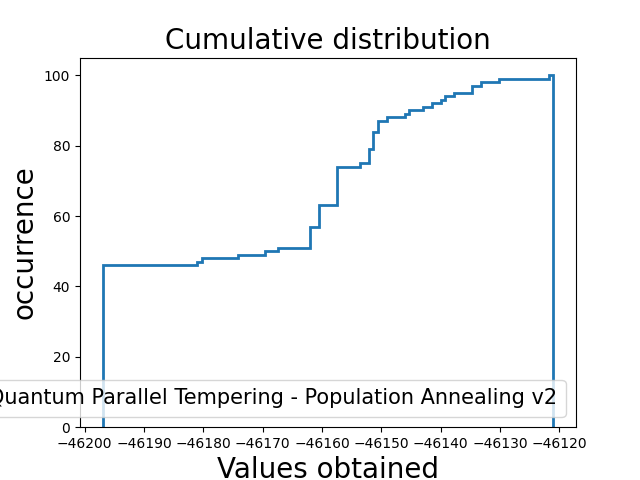 Cumulative distribution
occurrence
100
80
60
40
20
0
Quantum Parallel Tempering - Population Annealing v2
−46200 −46190 −46180 −46170 −46160 −46150 −46140 −46130 −46120
Values obtained